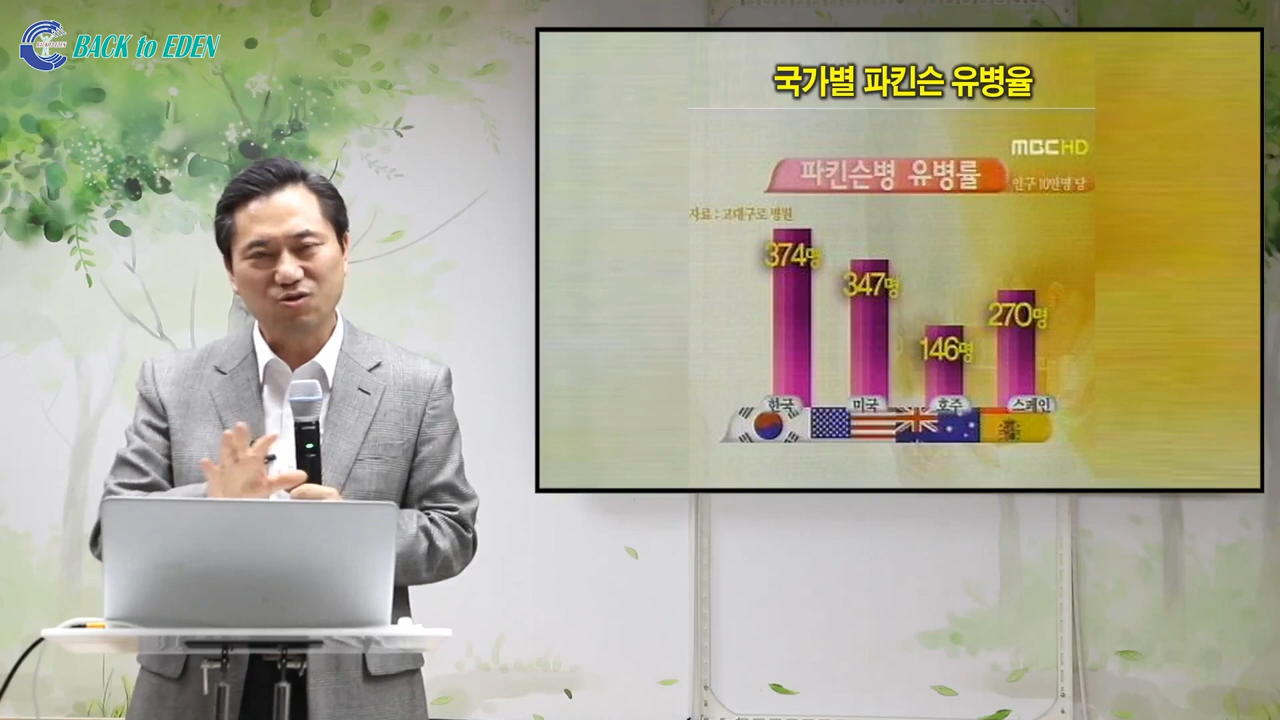 BACK to EDEN
국가별 파킨슨 유병율
MBC HD
파킨슨병 유병률
인구 10만명 당
자료 : 고대구로 병원
374명
347명
146명
270명
한국
미국
호주
스페인